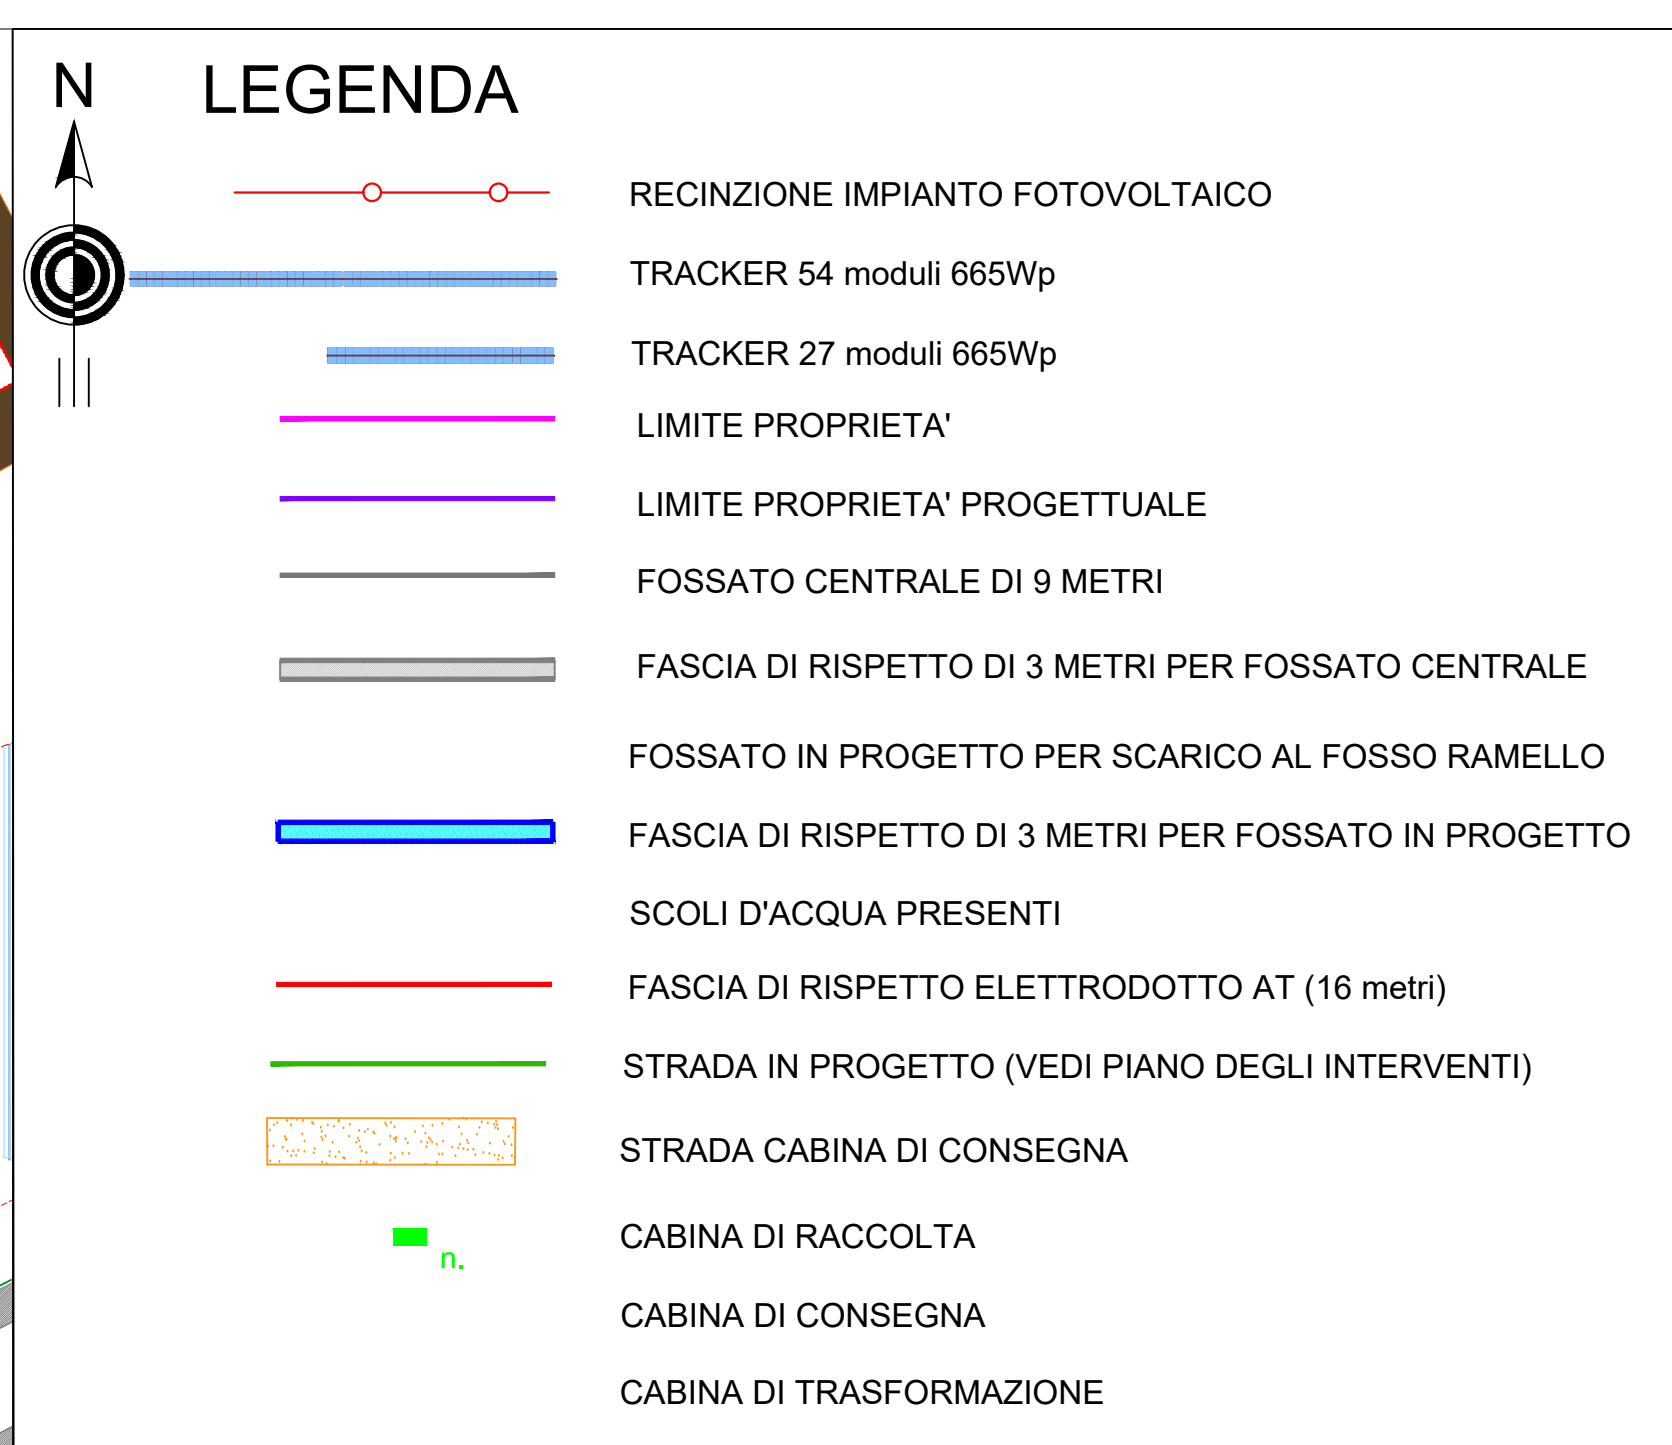 N
LEGENDA
RECINZIONE IMPIANTO FOTOVOLTAICO
TRACKER 54 moduli 665Wp
TRACKER 27 moduli 665Wp
LIMITE PROPRIETA'
LIMITE PROPRIETA' PROGETTUALE
FOSSATO CENTRALE DI 9 METRI
FASCIA DI RISPETTO DI 3 METRI PER FOSSATO CENTRALE
FOSSATO IN PROGETTO PER SCARICO AL FOSSO RAMELLO
FASCIA DI RISPETTO DI 3 METRI PER FOSSATO IN PROGETTO
SCOLI D'ACQUA PRESENTI
FASCIA DI RISPETTO ELETTRODOTTO AT (16 metri)
STRADA IN PROGETTO (VEDI PIANO DEGLI INTERVENTI)
STRADA CABINA DI CONSEGNA
CABINA DI RACCOLTA
n.
CABINA DI CONSEGNA
CABINA DI TRASFORMAZIONE